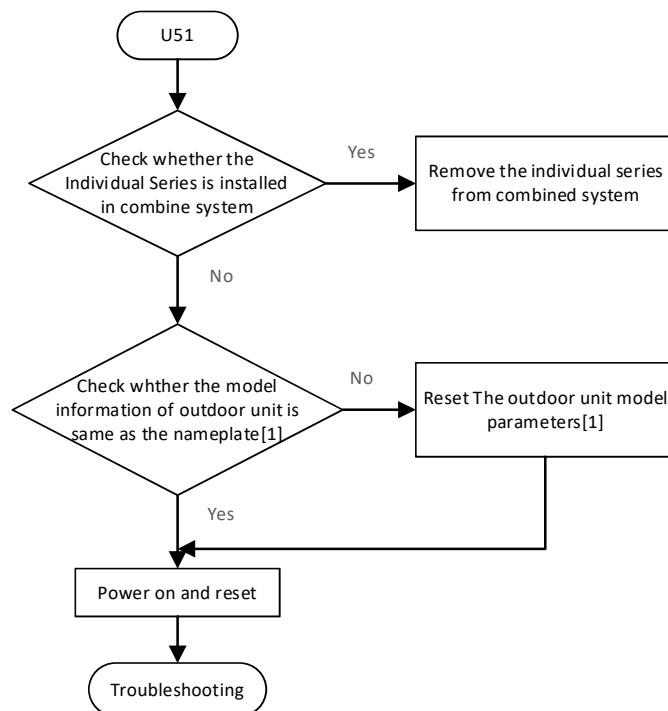 U51
Check whether the
Individual Series is installed
in combine system
Yes
Remove the individual series
from combined system
No
Check whther the model
information of outdoor unit is
same as the nameplate[1]
No
Reset The outdoor unit model
parameters[1]
Yes
Power on and reset
Troubleshooting